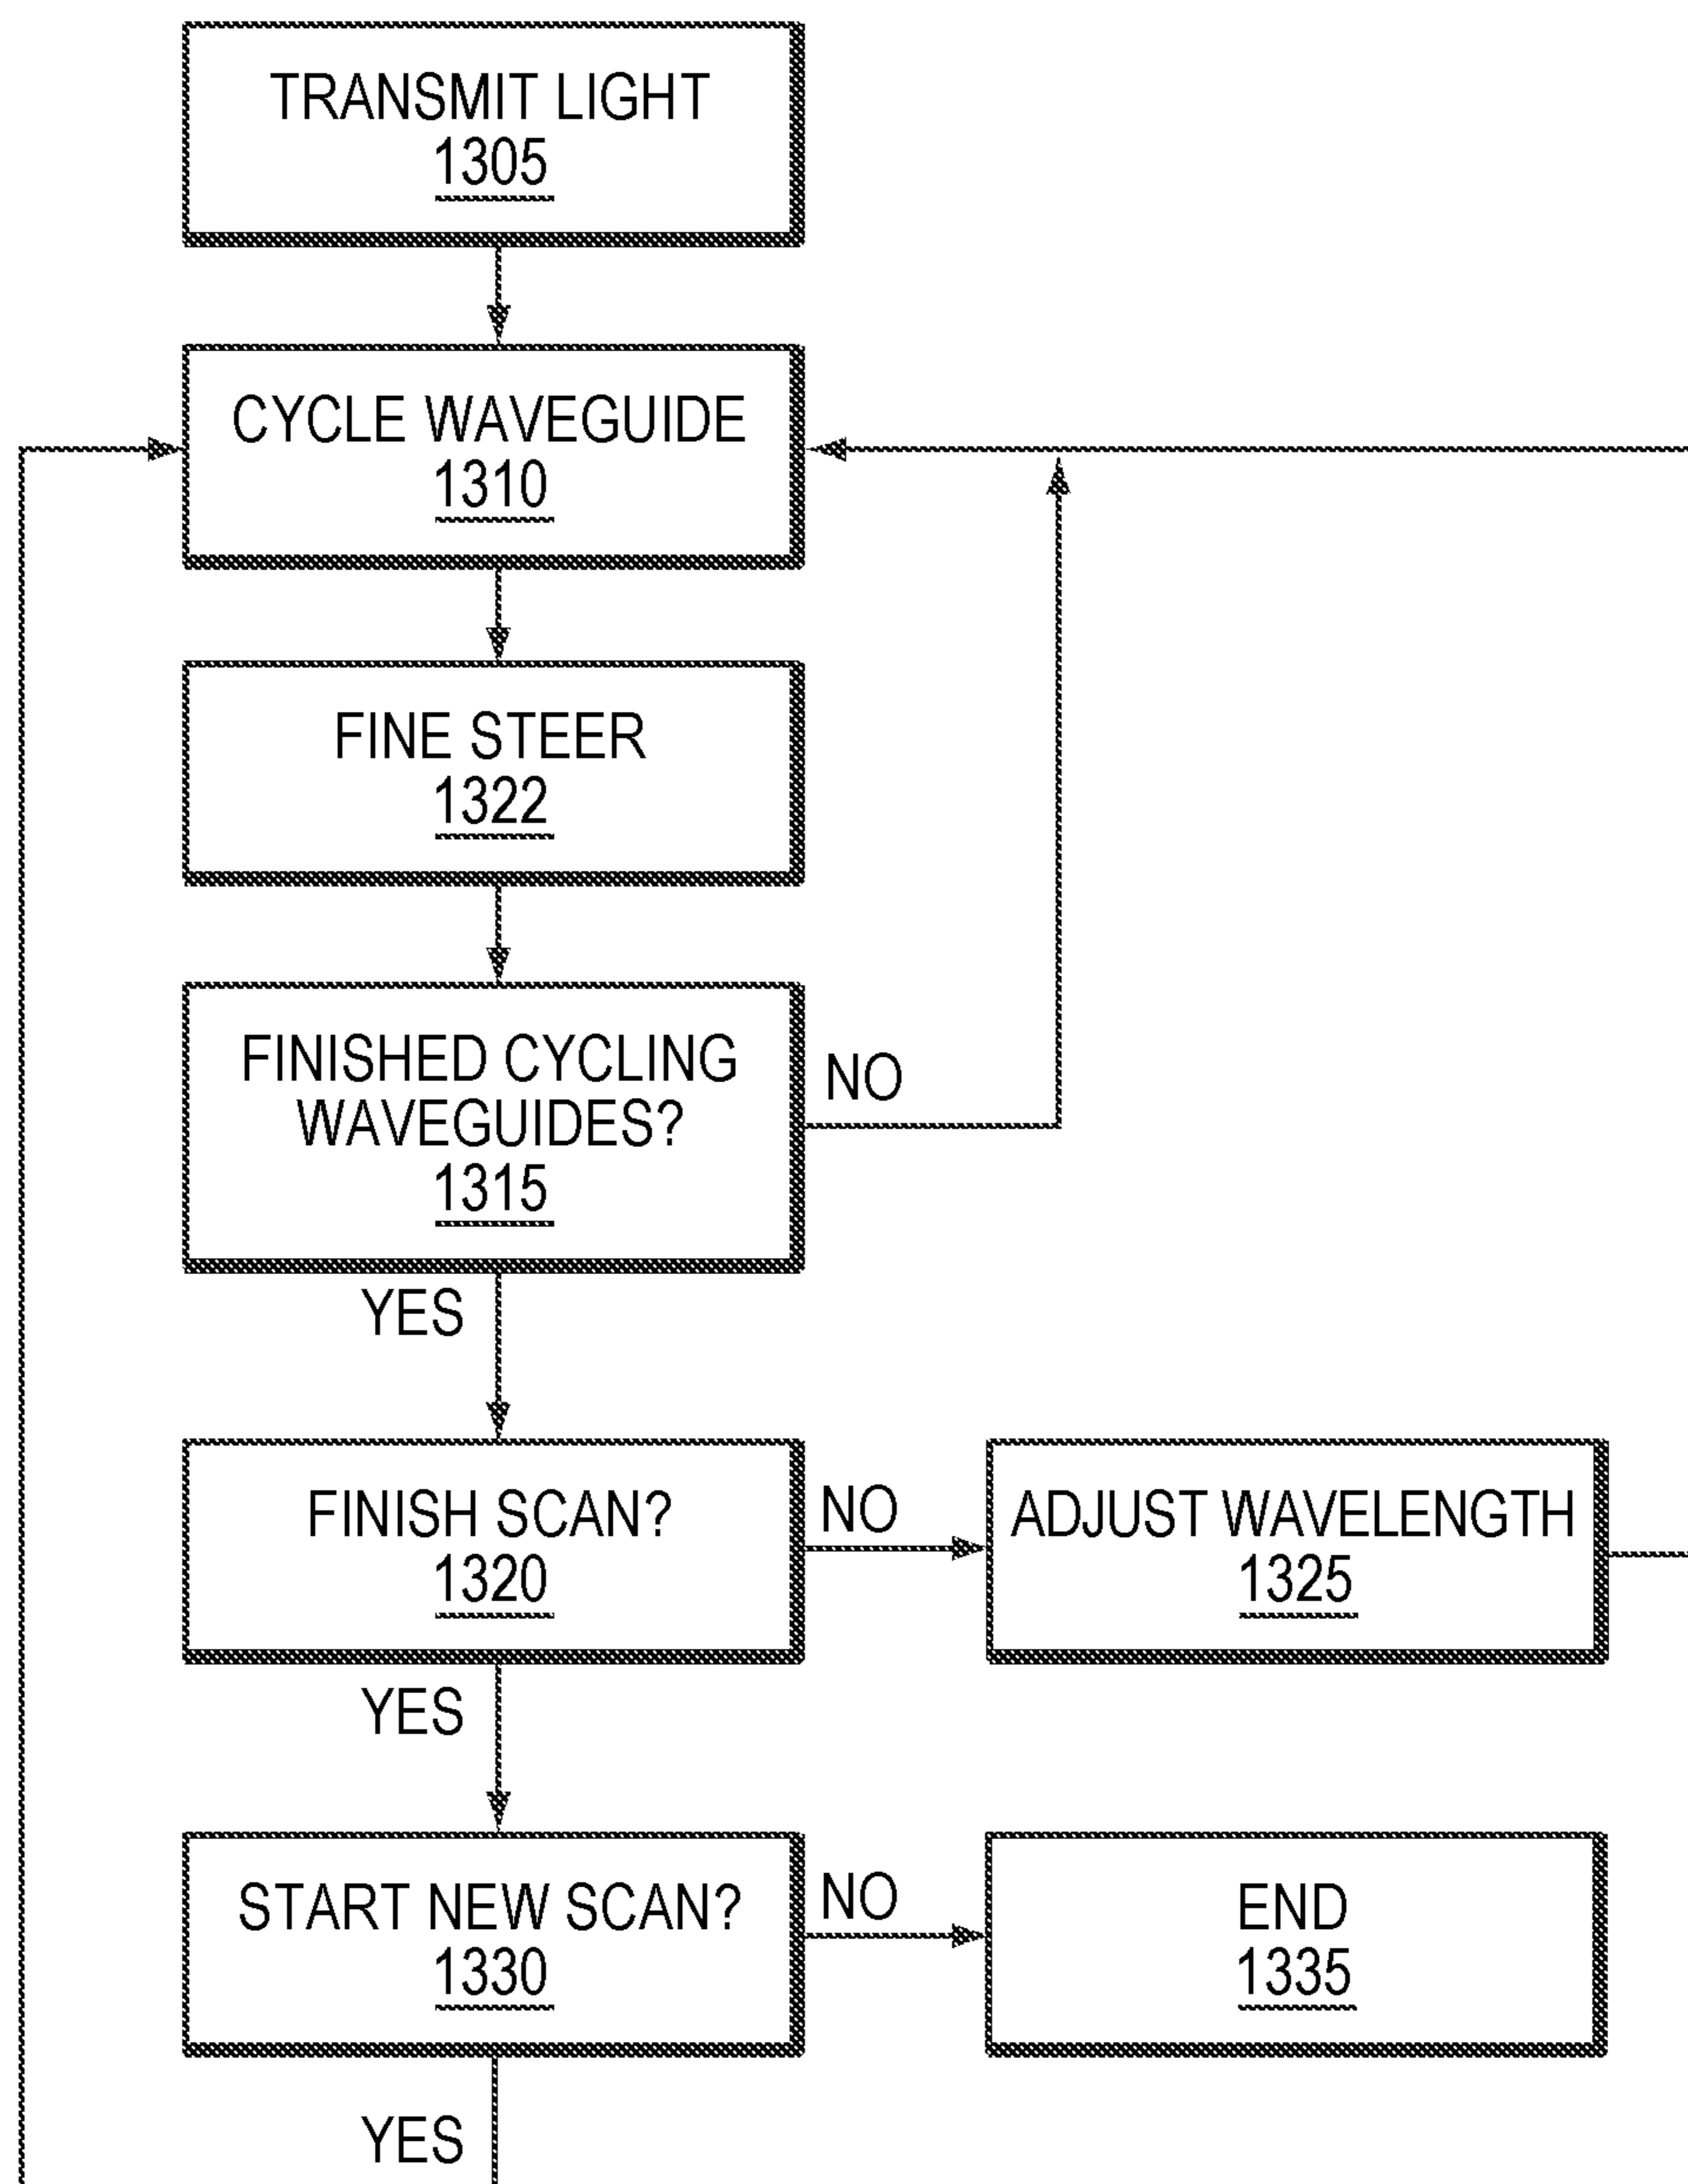 TRANSMIT LIGHT
1305
CYCLE WAVEGUIDE
1310
FINE STEER
1322
FINISHED CYCLING
WAVEGUIDES?
1315
NO
YES
FINISH SCAN?
1320
NO
ADJUST WAVELENGTH
1325
YES
START NEW SCAN?
1330
NO
END
1335
YES